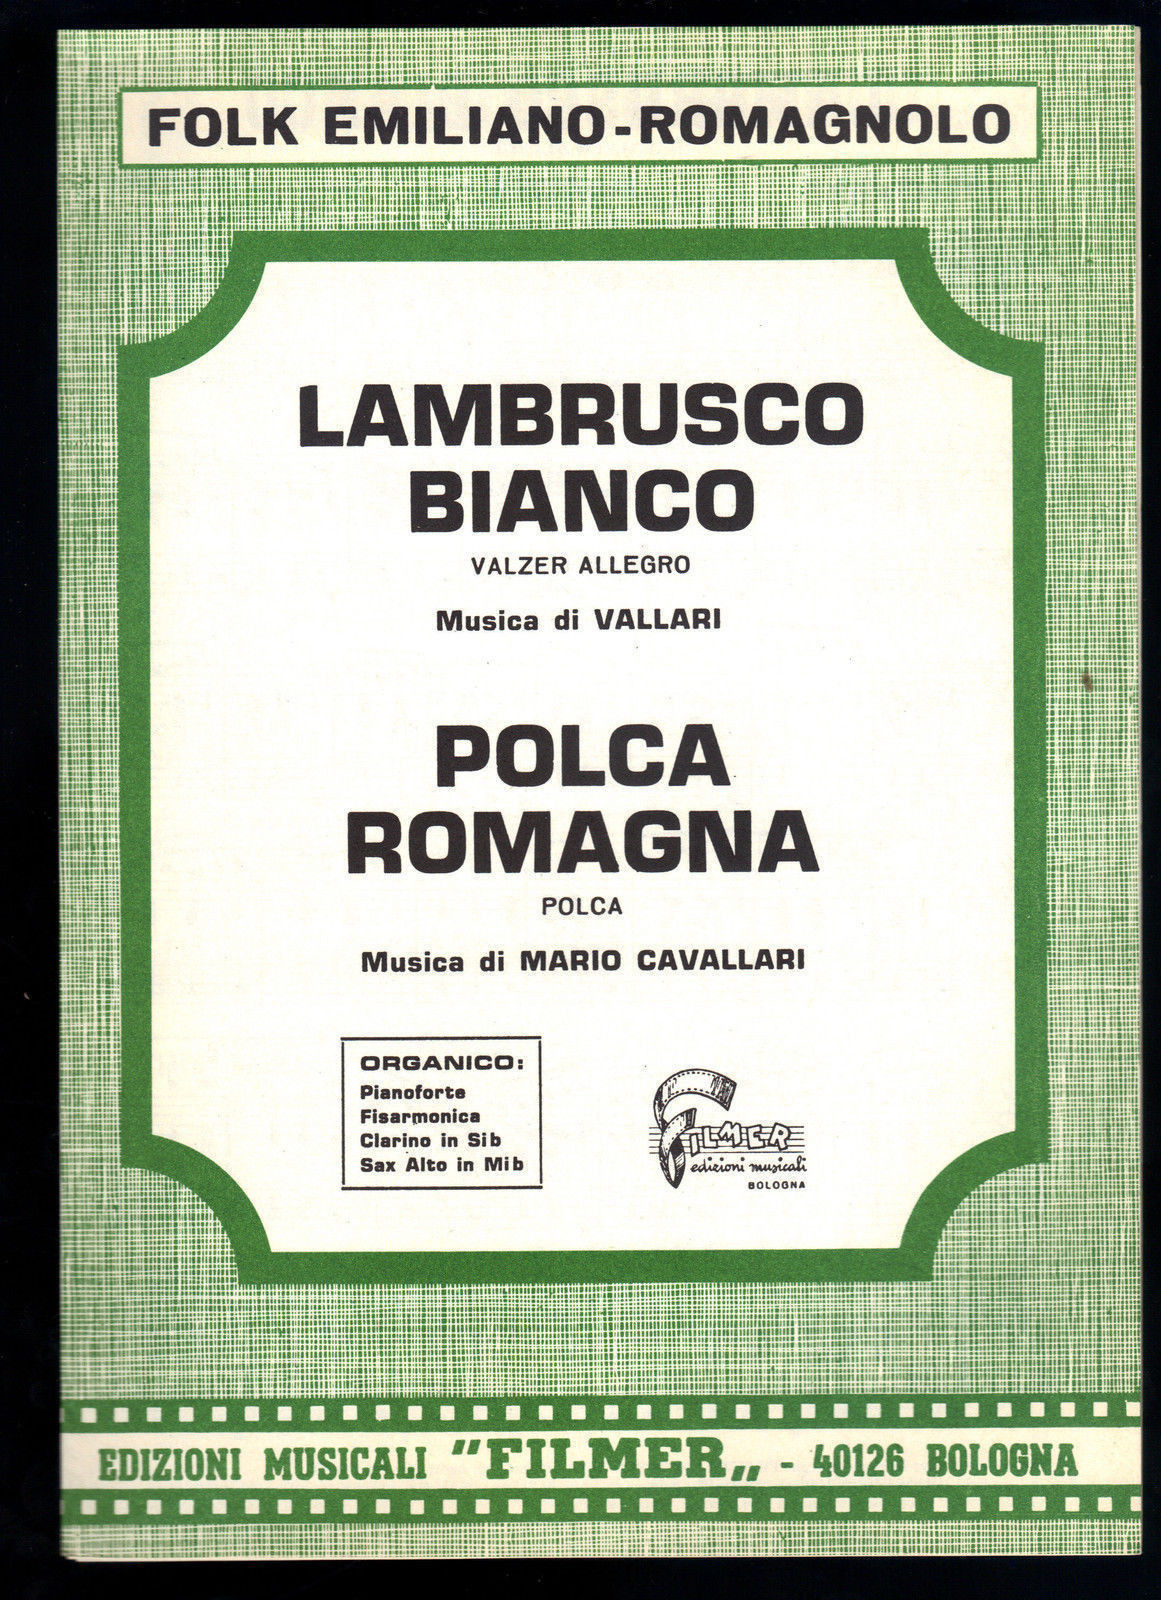 FOLK EMILIANO-ROMAGNOLO
LAMBRUSCO
BIANCO
VALZER ALLEGRO
Musica di VALLARI
POLCA
ROMAGNA
POLCA
Musica di MARIO CAVALLARI
ORGANICO:
Pianoforte
Fisarmonica
Clarino in Sib
Sax Alto in Mib
FILMER
edizioni musicali
BOLOGNA
EDIZIONI MUSICALI "FILMER„ - 40126 BOLOGNA